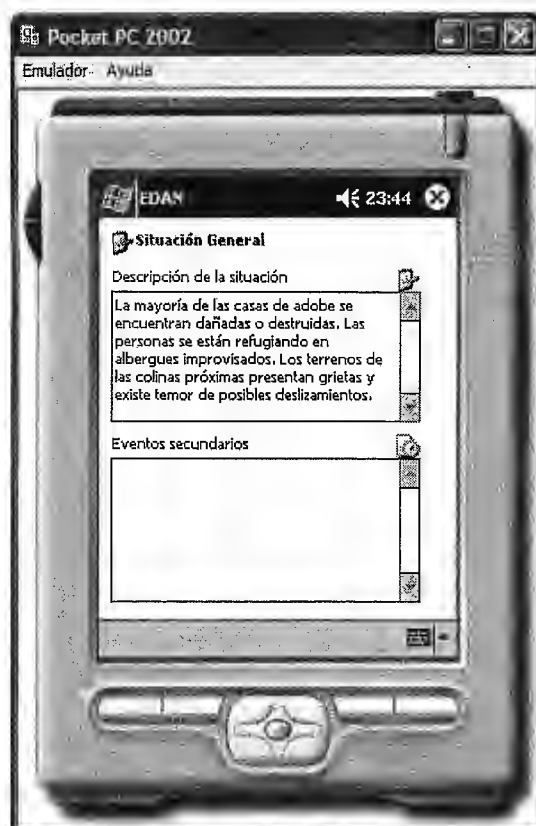 Pocket PC 2002
Emulador Ayuda
EDAN 23:44
Situación General
Descripción de la situación
La mayoría de las casas de adobe se
encuentran dañadas o destruidas. Las
personas se están refugiando en
albergues improvisados. Los terrenos de
las colinas próximas presentan grietas y
existe temor de posibles deslizamientos.
Eventos secundarios